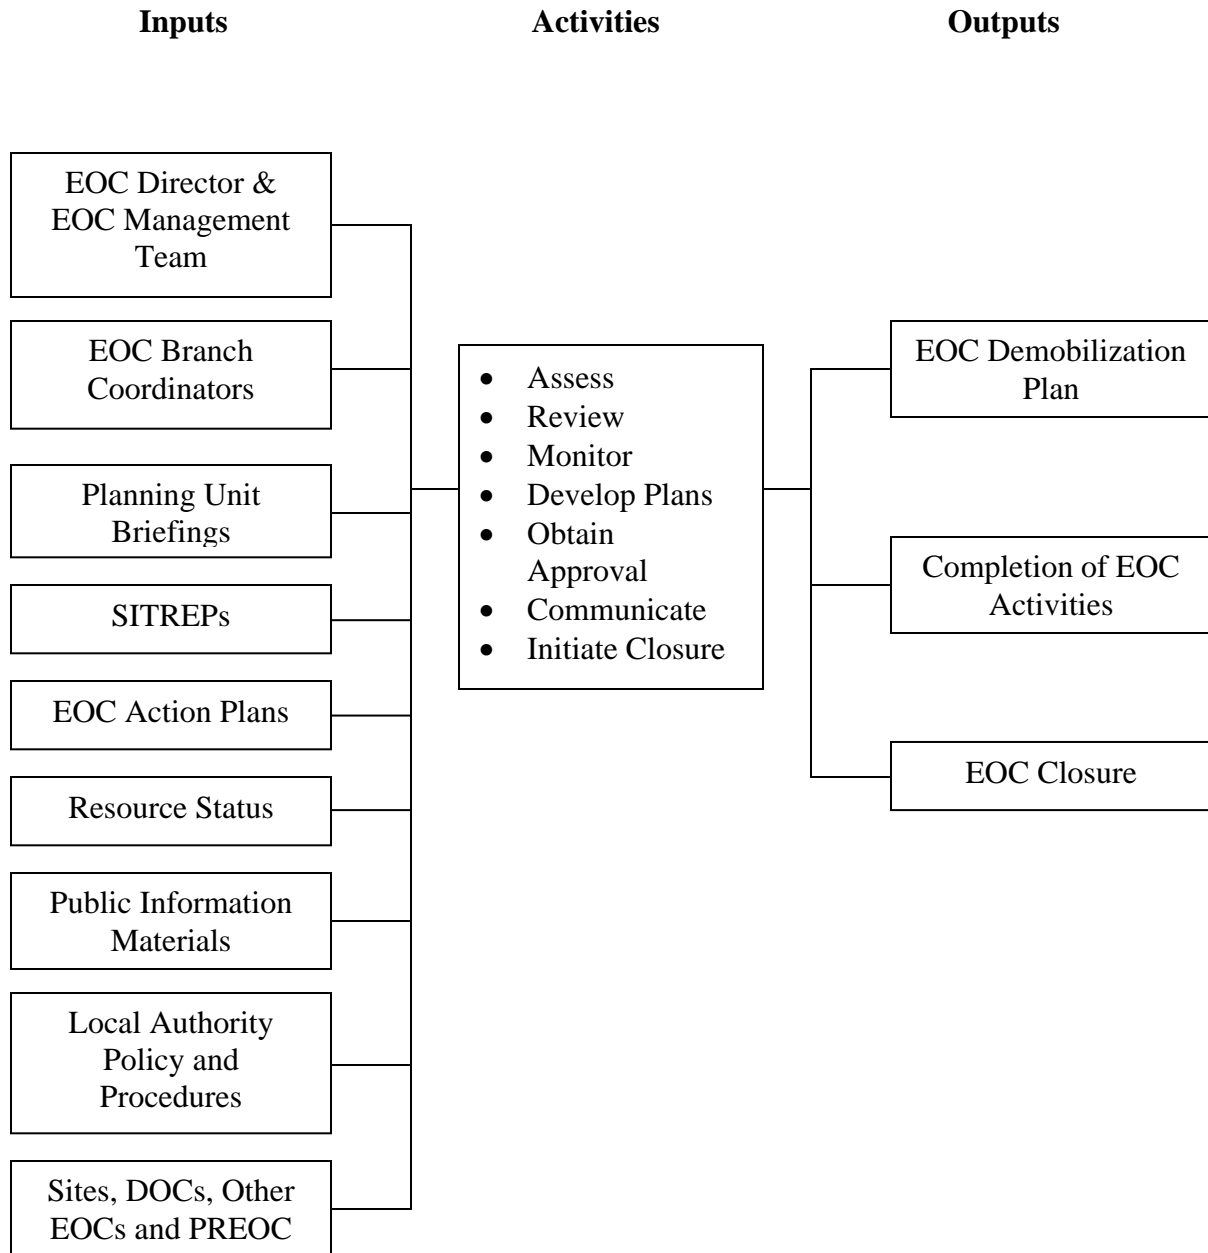 Inputs
Activities
Outputs
EOC Director &
EOC Management
Team
EOC Branch
Coordinators
Planning Unit
Briefings
SITREPs
EOC Action Plans
Resource Status
Public Information
Materials
Local Authority
Policy and
Procedures
Sites, DOCs, Other
EOCs and PREOC
• Assess
• Review
• Monitor
• Develop Plans
• Obtain
Approval
• Communicate
• Initiate Closure
EOC Demobilization
Plan
Completion of EOC
Activities
EOC Closure